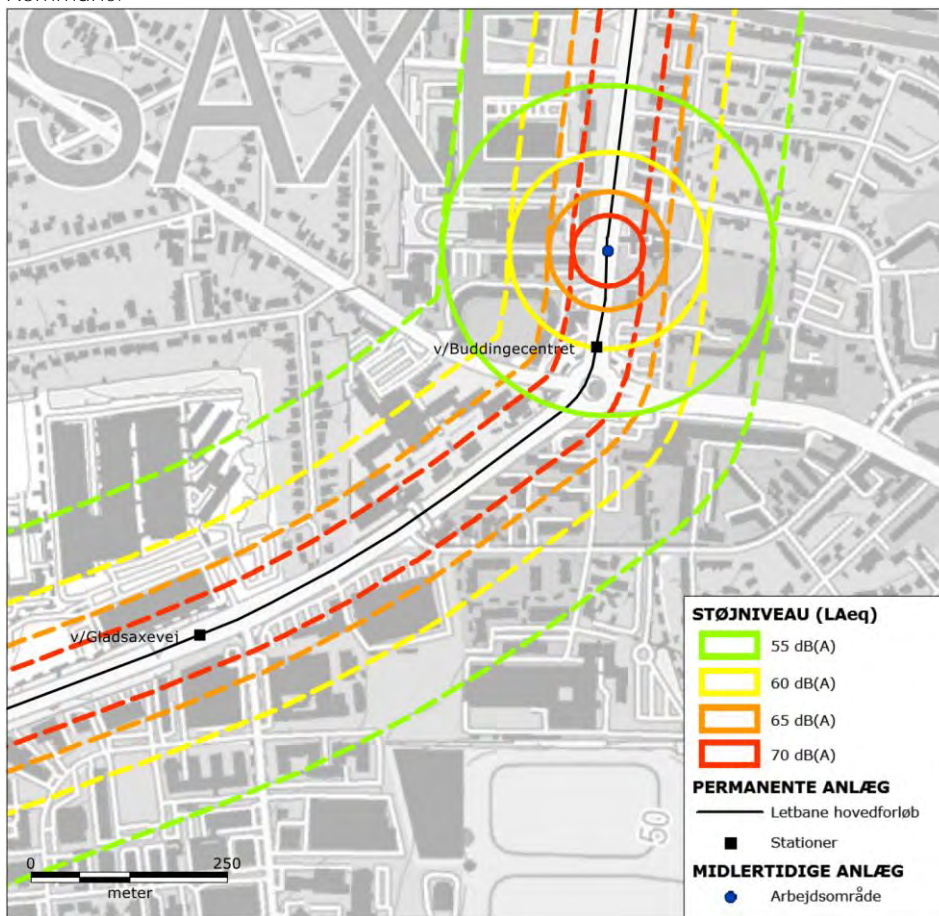 SAXE
v/Buddingecentret
v/Gladsaxevej
STØJNIVEAU (LAeq)
55 dB(A)
60 dB(A)
65 dB(A)
70 dB(A)
PERMANENTE ANLÆG
Letbane hovedforløb
Stationer
MIDLERTIDIGE ANLÆG
Arbejdsområde
50
0 250
meter